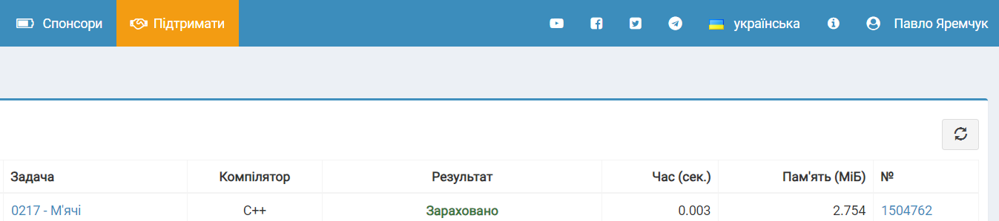 Спонсори Підтримати українська Павло Яремчук
Задача Компілятор Результат Час (сек.) Пам'ять (МіБ) №
0217 - М'ячі C++ Зараховано 0.003 2.754 1504762